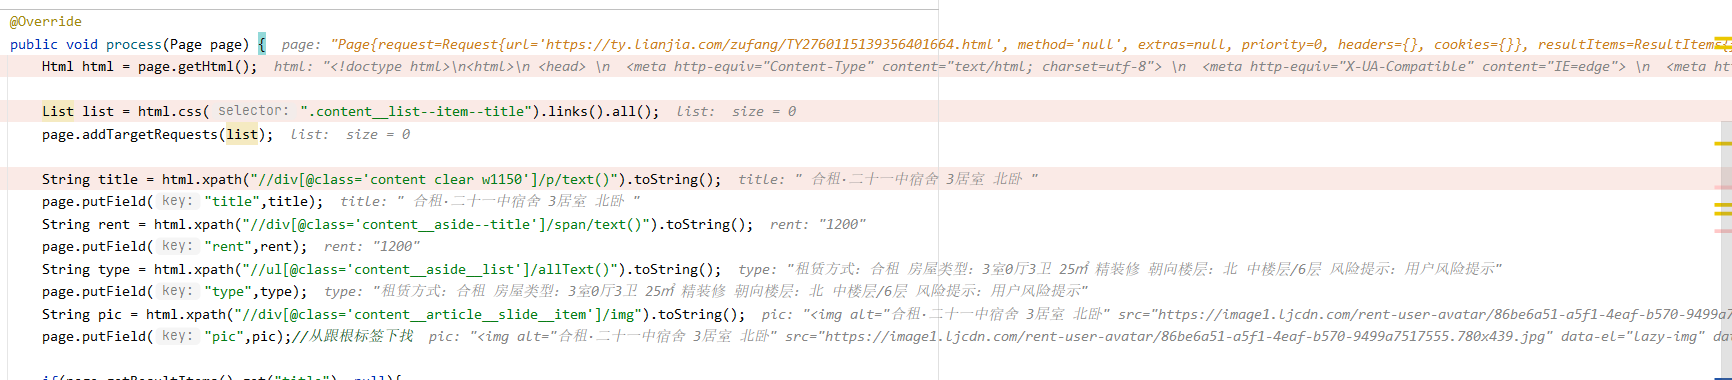 @Override
public void process(Page page) { page: "Page{request=Request{url='https://ty.lianjia.com/zufang/TY2760115139356401664.html', method='null', extras=null, priority=0, headers={}, cookies={}}, resultItems=ResultItems{
Html html = page.getHtml(); html: "<!doctype html>\n<html>\n <head> \n  <meta http-equiv="Content-Type" content="text/html; charset=utf-8"> \n  <meta http-equiv="X-UA-Compatible" content="IE=edge"> \n  <meta ht
List list = html.css( selector: ".content__list--item--title").links().all(); list:  size = 0
page.addTargetRequests(list); list:  size = 0
String title = html.xpath("//div[@class='content clear w1150']/p/text()").toString(); title: " 合租·二十一中宿舍 3居室 北卧 "
page.putField( key: "title",title); title: " 合租·二十一中宿舍 3居室 北卧 "
String rent = html.xpath("//div[@class='content__aside--title']/span/text()").toString(); rent: "1200"
page.putField( key: "rent",rent); rent: "1200"
String type = html.xpath("//ul[@class='content__aside__list']/allText()").toString(); type: "租赁方式：合租 房屋类型：3室0厅3卫 25㎡ 精装修 朝向楼层：北 中楼层/6层 风险提示：用户风险提示"
page.putField( key: "type",type); type: "租赁方式：合租 房屋类型：3室0厅3卫 25㎡ 精装修 朝向楼层：北 中楼层/6层 风险提示：用户风险提示"
String pic = html.xpath("//div[@class='content__article__slide__item']/img").toString(); pic: "<img alt="合租·二十一中宿舍 3居室 北卧" src="https://image1.ljcdn.com/rent-user-avatar/86be6a51-a5f1-4eaf-b570-9499a7
page.putField( key: "pic",pic);//从跟根标签下找 pic: "<img alt="合租·二十一中宿舍 3居室 北卧" src="https://image1.ljcdn.com/rent-user-avatar/86be6a51-a5f1-4eaf-b570-9499a7517555.780x439.jpg" data-el="lazy-img" da